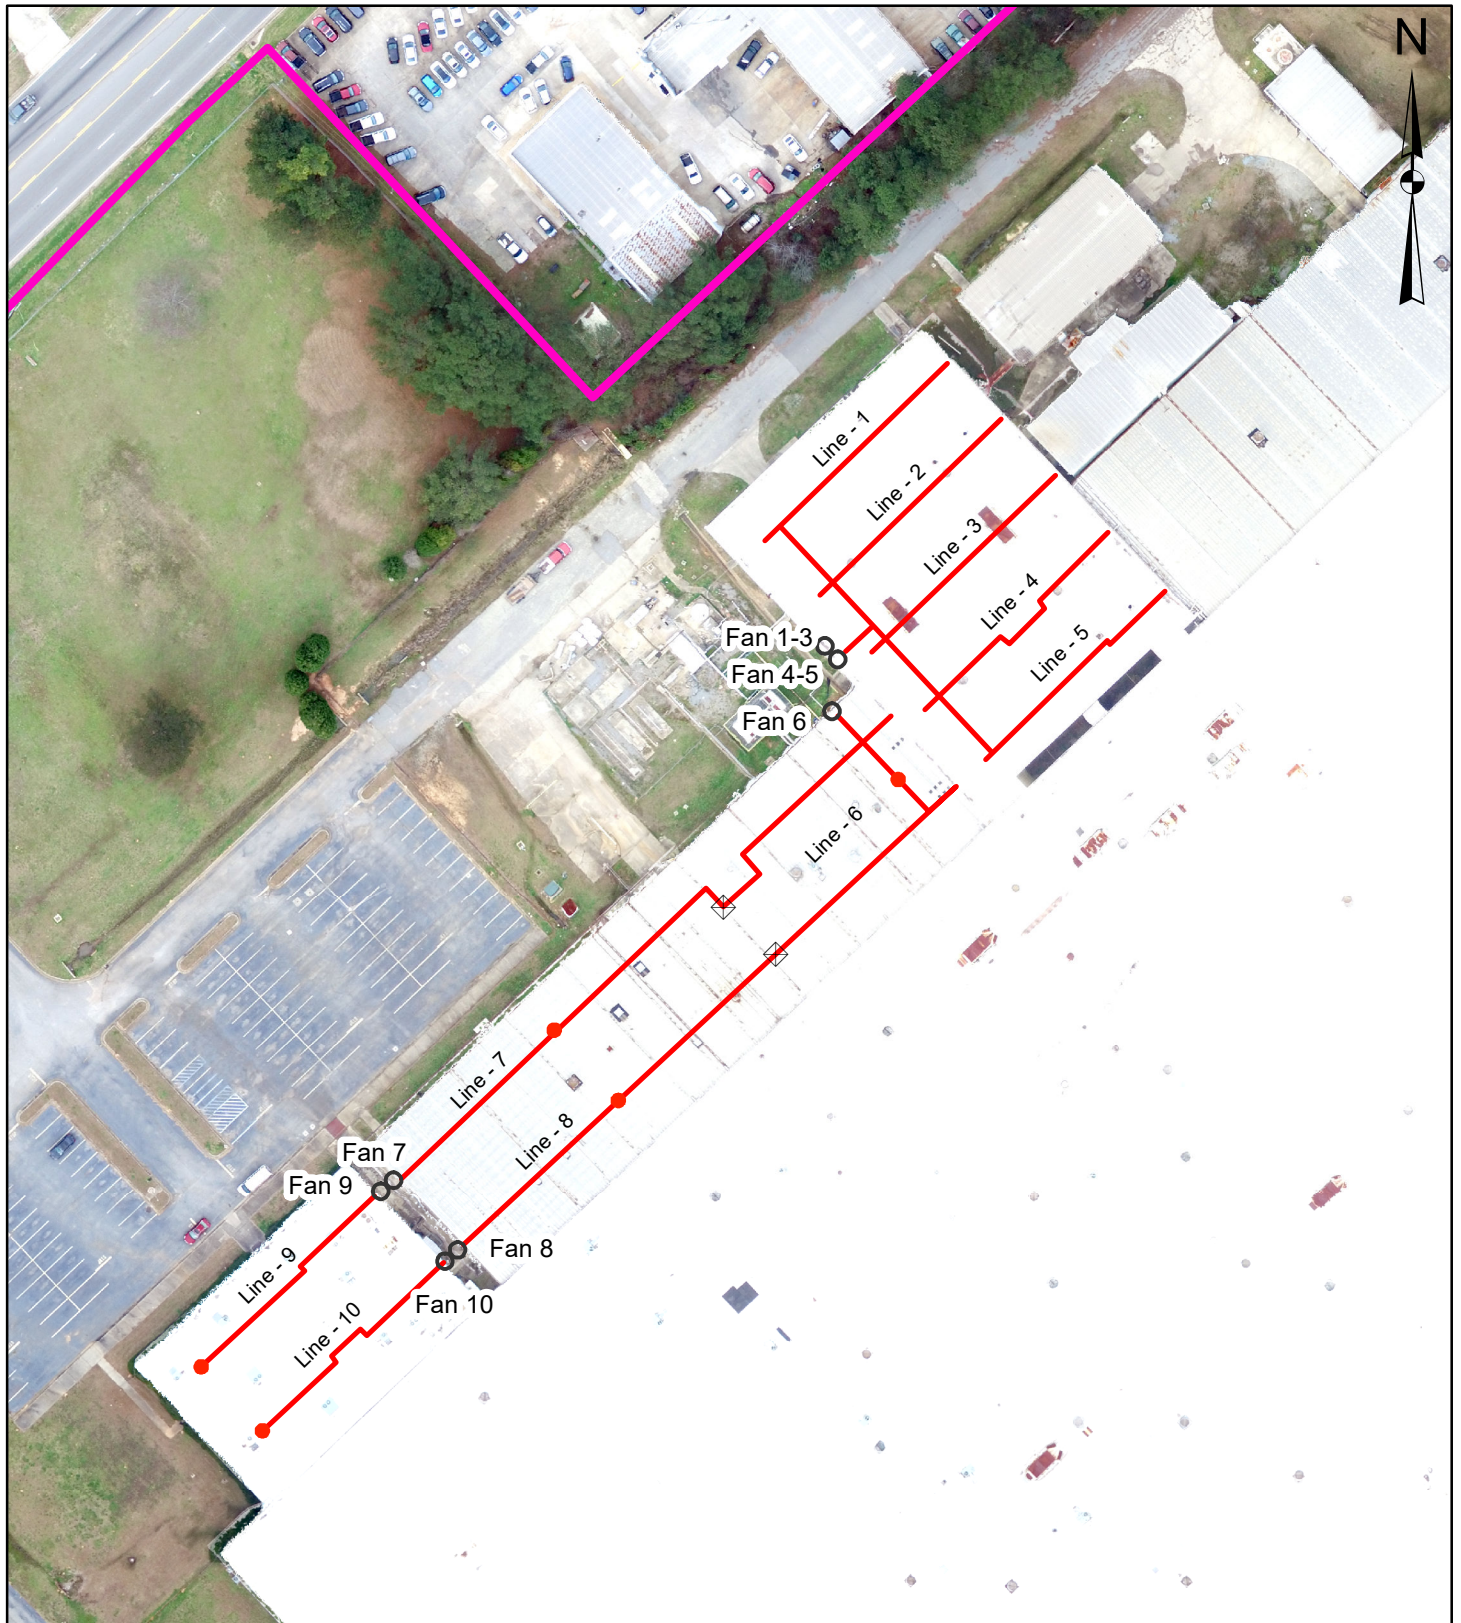 N
Line - 1
Line - 2
Line - 3
Line - 4
Line - 5
Fan 1-3
Fan 4-5
Fan 6
Line - 6
Line - 7
Line - 8
Fan 7
Fan 9
Fan 8
Fan 10
Line - 9
Line - 10